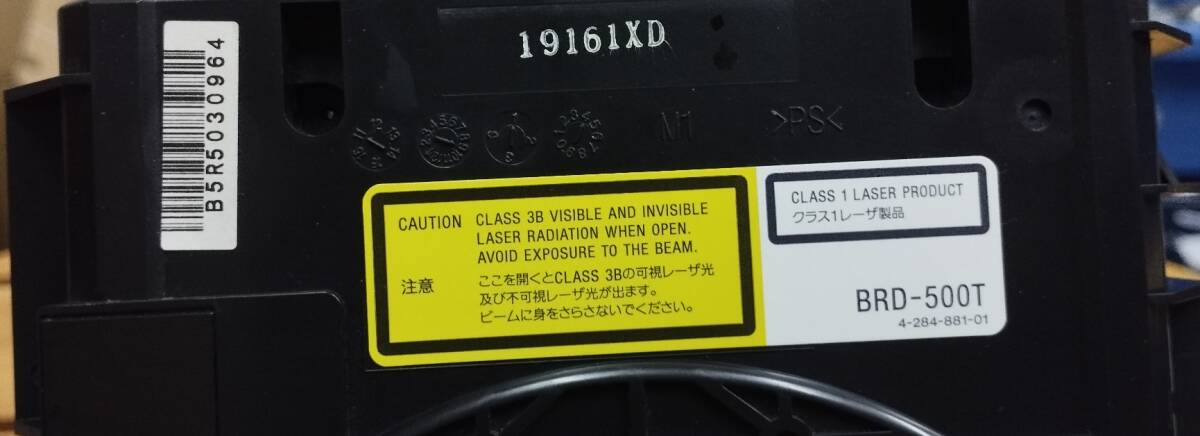 19161XD
B5R5030964
M1
>PS<
CAUTION CLASS 3B VISIBLE AND INVISIBLE
LASER RADIATION WHEN OPEN.
AVOID EXPOSURE TO THE BEAM.
注意 ここを開くとCLASS 3Bの可視レーザ光
及び不可視レーザ光が出ます。
ビームに身をさらさないでください。
CLASS 1 LASER PRODUCT
クラス1レーザ製品
BRD-500T
4-284-881-01